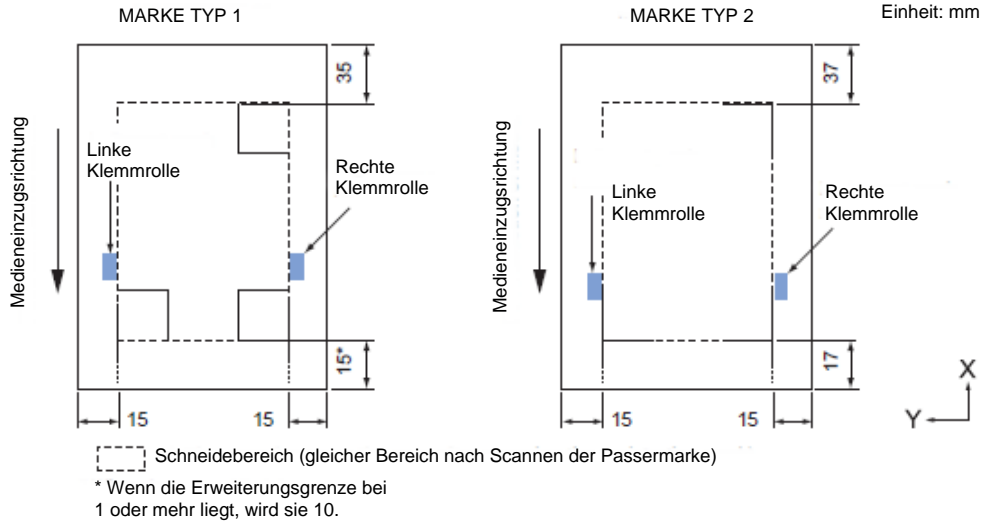 MARKE TYP 1
MARKE TYP 2
Einheit: mm
35
37
Medieneinzugsrichtung
Linke
Klemmrolle
Rechte
Klemmrolle
Medieneinzugsrichtung
Linke
Klemmrolle
Rechte
Klemmrolle
15*
17
15
15
15
15
X
Y
Schneidebereich (gleicher Bereich nach Scannen der Passermarke)
* Wenn die Erweiterungsgrenze bei
1 oder mehr liegt, wird sie 10.